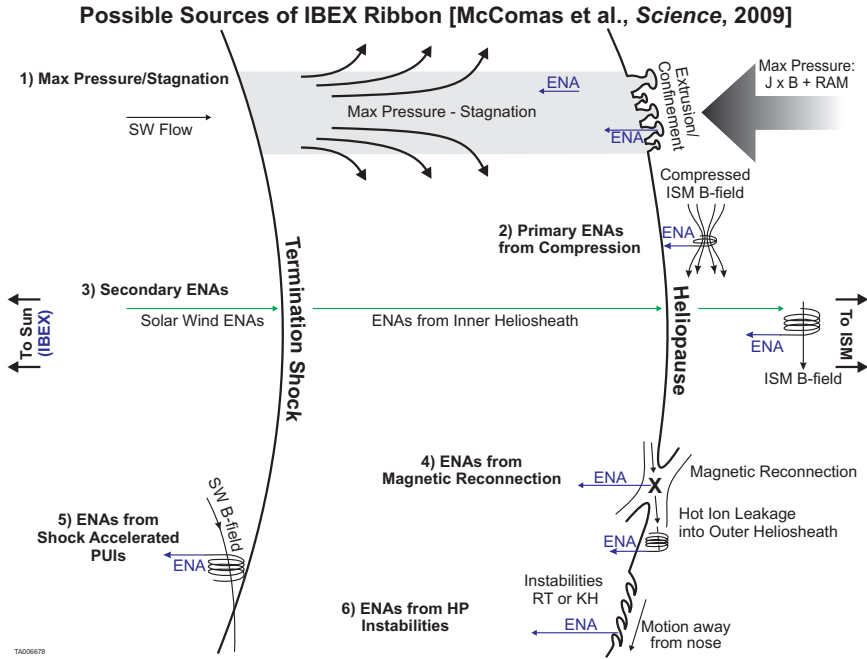 Possible Sources of IBEX Ribbon [McComas et al., Science, 2009]
1) Max Pressure/Stagnation
SW Flow
Max Pressure - Stagnation
ENA
ENA
Extrusion/
Confinement
Max Pressure:
J x B + RAM
Compressed
ISM B-field
2) Primary ENAs
from Compression
ENA
Termination Shock
Heliopause
3) Secondary ENAs
Solar Wind ENAs
ENAs from Inner Heliosheath
To Sun
(IBEX)
ENA
ISM B-field
To ISM
4) ENAs from
Magnetic Reconnection
ENA
X
Magnetic Reconnection
Hot Ion Leakage
into Outer Heliosheath
ENA
5) ENAs from
Shock Accelerated
PUIs
SW B-field
ENA
Instabilities
RT or KH
6) ENAs from HP
Instabilities
ENA
Motion away
from nose
TA006678